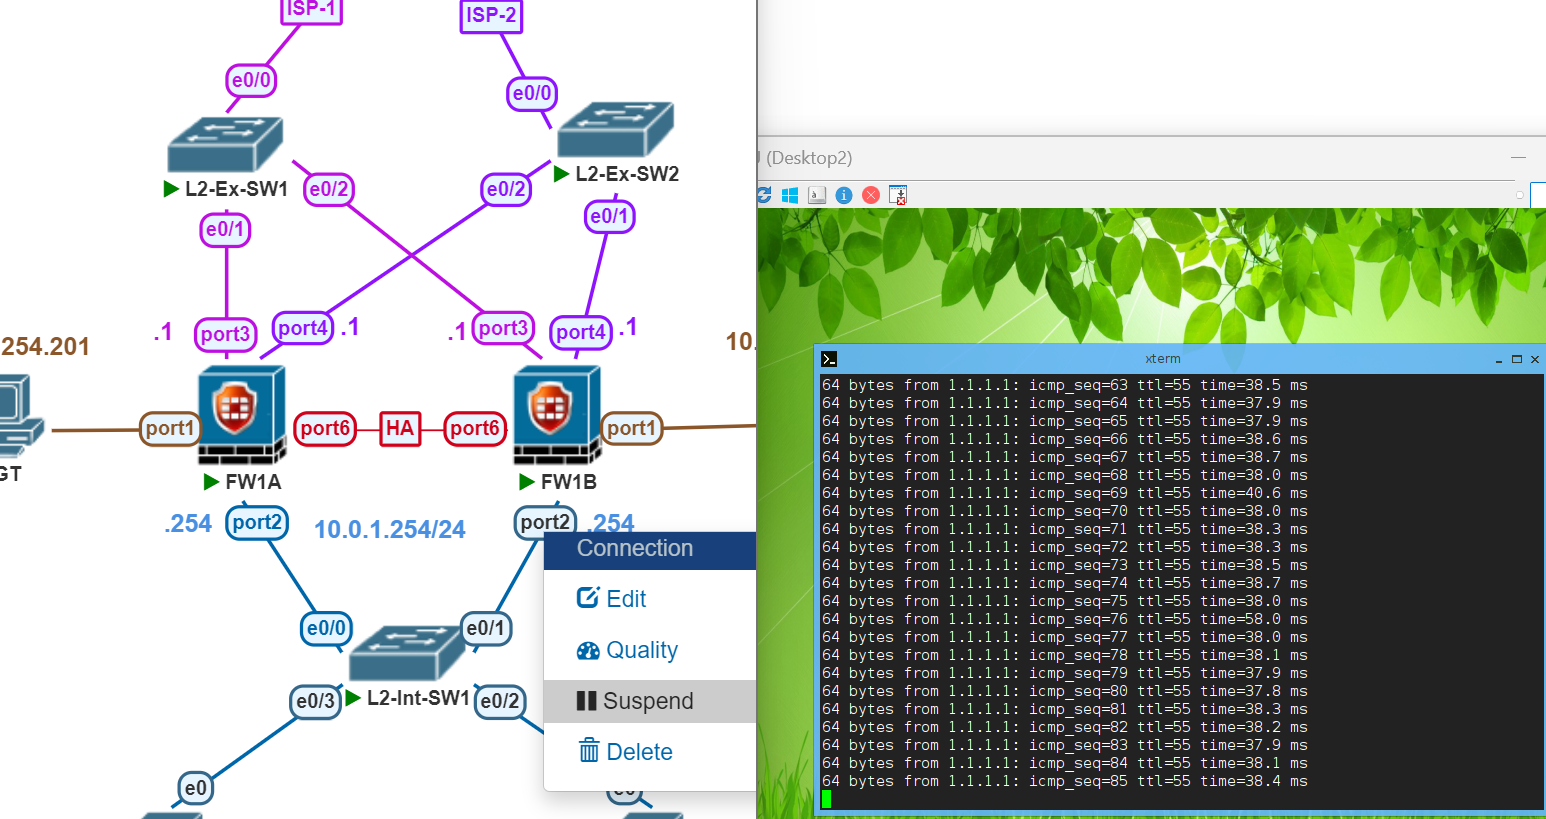 ISP-1
ISP-2
e0/0
e0/0
L2-Ex-SW1
L2-Ex-SW2
e0/2
e0/2
e0/1
e0/1
.1
port3
port4
.1
.1
port3
port4
.1
254.201
10.
port1
port6
HA
port6
port1
GT
FW1A
FW1B
.254
port2
10.0.1.254/24
port2
.254
e0/0
e0/1
L2-Int-SW1
e0/3
e0/2
e0
e0
Connection
Edit
Quality
Suspend
Delete
(Desktop2)
xterm
64 bytes from 1.1.1.1: icmp_seq=63 ttl=55 time=38.5 ms
64 bytes from 1.1.1.1: icmp_seq=64 ttl=55 time=37.9 ms
64 bytes from 1.1.1.1: icmp_seq=65 ttl=55 time=37.9 ms
64 bytes from 1.1.1.1: icmp_seq=66 ttl=55 time=38.6 ms
64 bytes from 1.1.1.1: icmp_seq=67 ttl=55 time=38.7 ms
64 bytes from 1.1.1.1: icmp_seq=68 ttl=55 time=38.0 ms
64 bytes from 1.1.1.1: icmp_seq=69 ttl=55 time=40.6 ms
64 bytes from 1.1.1.1: icmp_seq=70 ttl=55 time=38.0 ms
64 bytes from 1.1.1.1: icmp_seq=71 ttl=55 time=38.3 ms
64 bytes from 1.1.1.1: icmp_seq=72 ttl=55 time=38.3 ms
64 bytes from 1.1.1.1: icmp_seq=73 ttl=55 time=38.5 ms
64 bytes from 1.1.1.1: icmp_seq=74 ttl=55 time=38.7 ms
64 bytes from 1.1.1.1: icmp_seq=75 ttl=55 time=38.0 ms
64 bytes from 1.1.1.1: icmp_seq=76 ttl=55 time=58.0 ms
64 bytes from 1.1.1.1: icmp_seq=77 ttl=55 time=38.0 ms
64 bytes from 1.1.1.1: icmp_seq=78 ttl=55 time=38.1 ms
64 bytes from 1.1.1.1: icmp_seq=79 ttl=55 time=37.9 ms
64 bytes from 1.1.1.1: icmp_seq=80 ttl=55 time=37.8 ms
64 bytes from 1.1.1.1: icmp_seq=81 ttl=55 time=38.3 ms
64 bytes from 1.1.1.1: icmp_seq=82 ttl=55 time=38.2 ms
64 bytes from 1.1.1.1: icmp_seq=83 ttl=55 time=37.9 ms
64 bytes from 1.1.1.1: icmp_seq=84 ttl=55 time=38.1 ms
64 bytes from 1.1.1.1: icmp_seq=85 ttl=55 time=38.4 ms